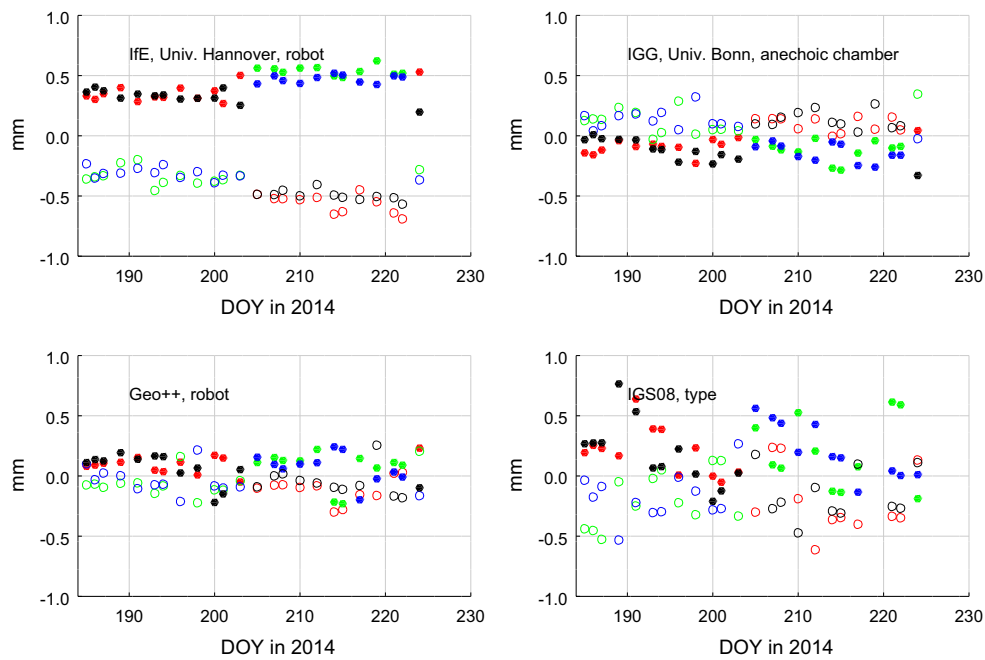 1.0
0.5
0.0
-0.5
-1.0
mm
IfE, Univ. Hannover, robot
190 200 210 220 230
DOY in 2014
1.0
0.5
0.0
-0.5
-1.0
mm
IGG, Univ. Bonn, anechoic chamber
190 200 210 220 230
DOY in 2014
1.0
0.5
0.0
-0.5
-1.0
mm
Geo++, robot
190 200 210 220 230
DOY in 2014
1.0
0.5
0.0
-0.5
-1.0
mm
IGS08, type
190 200 210 220 230
DOY in 2014